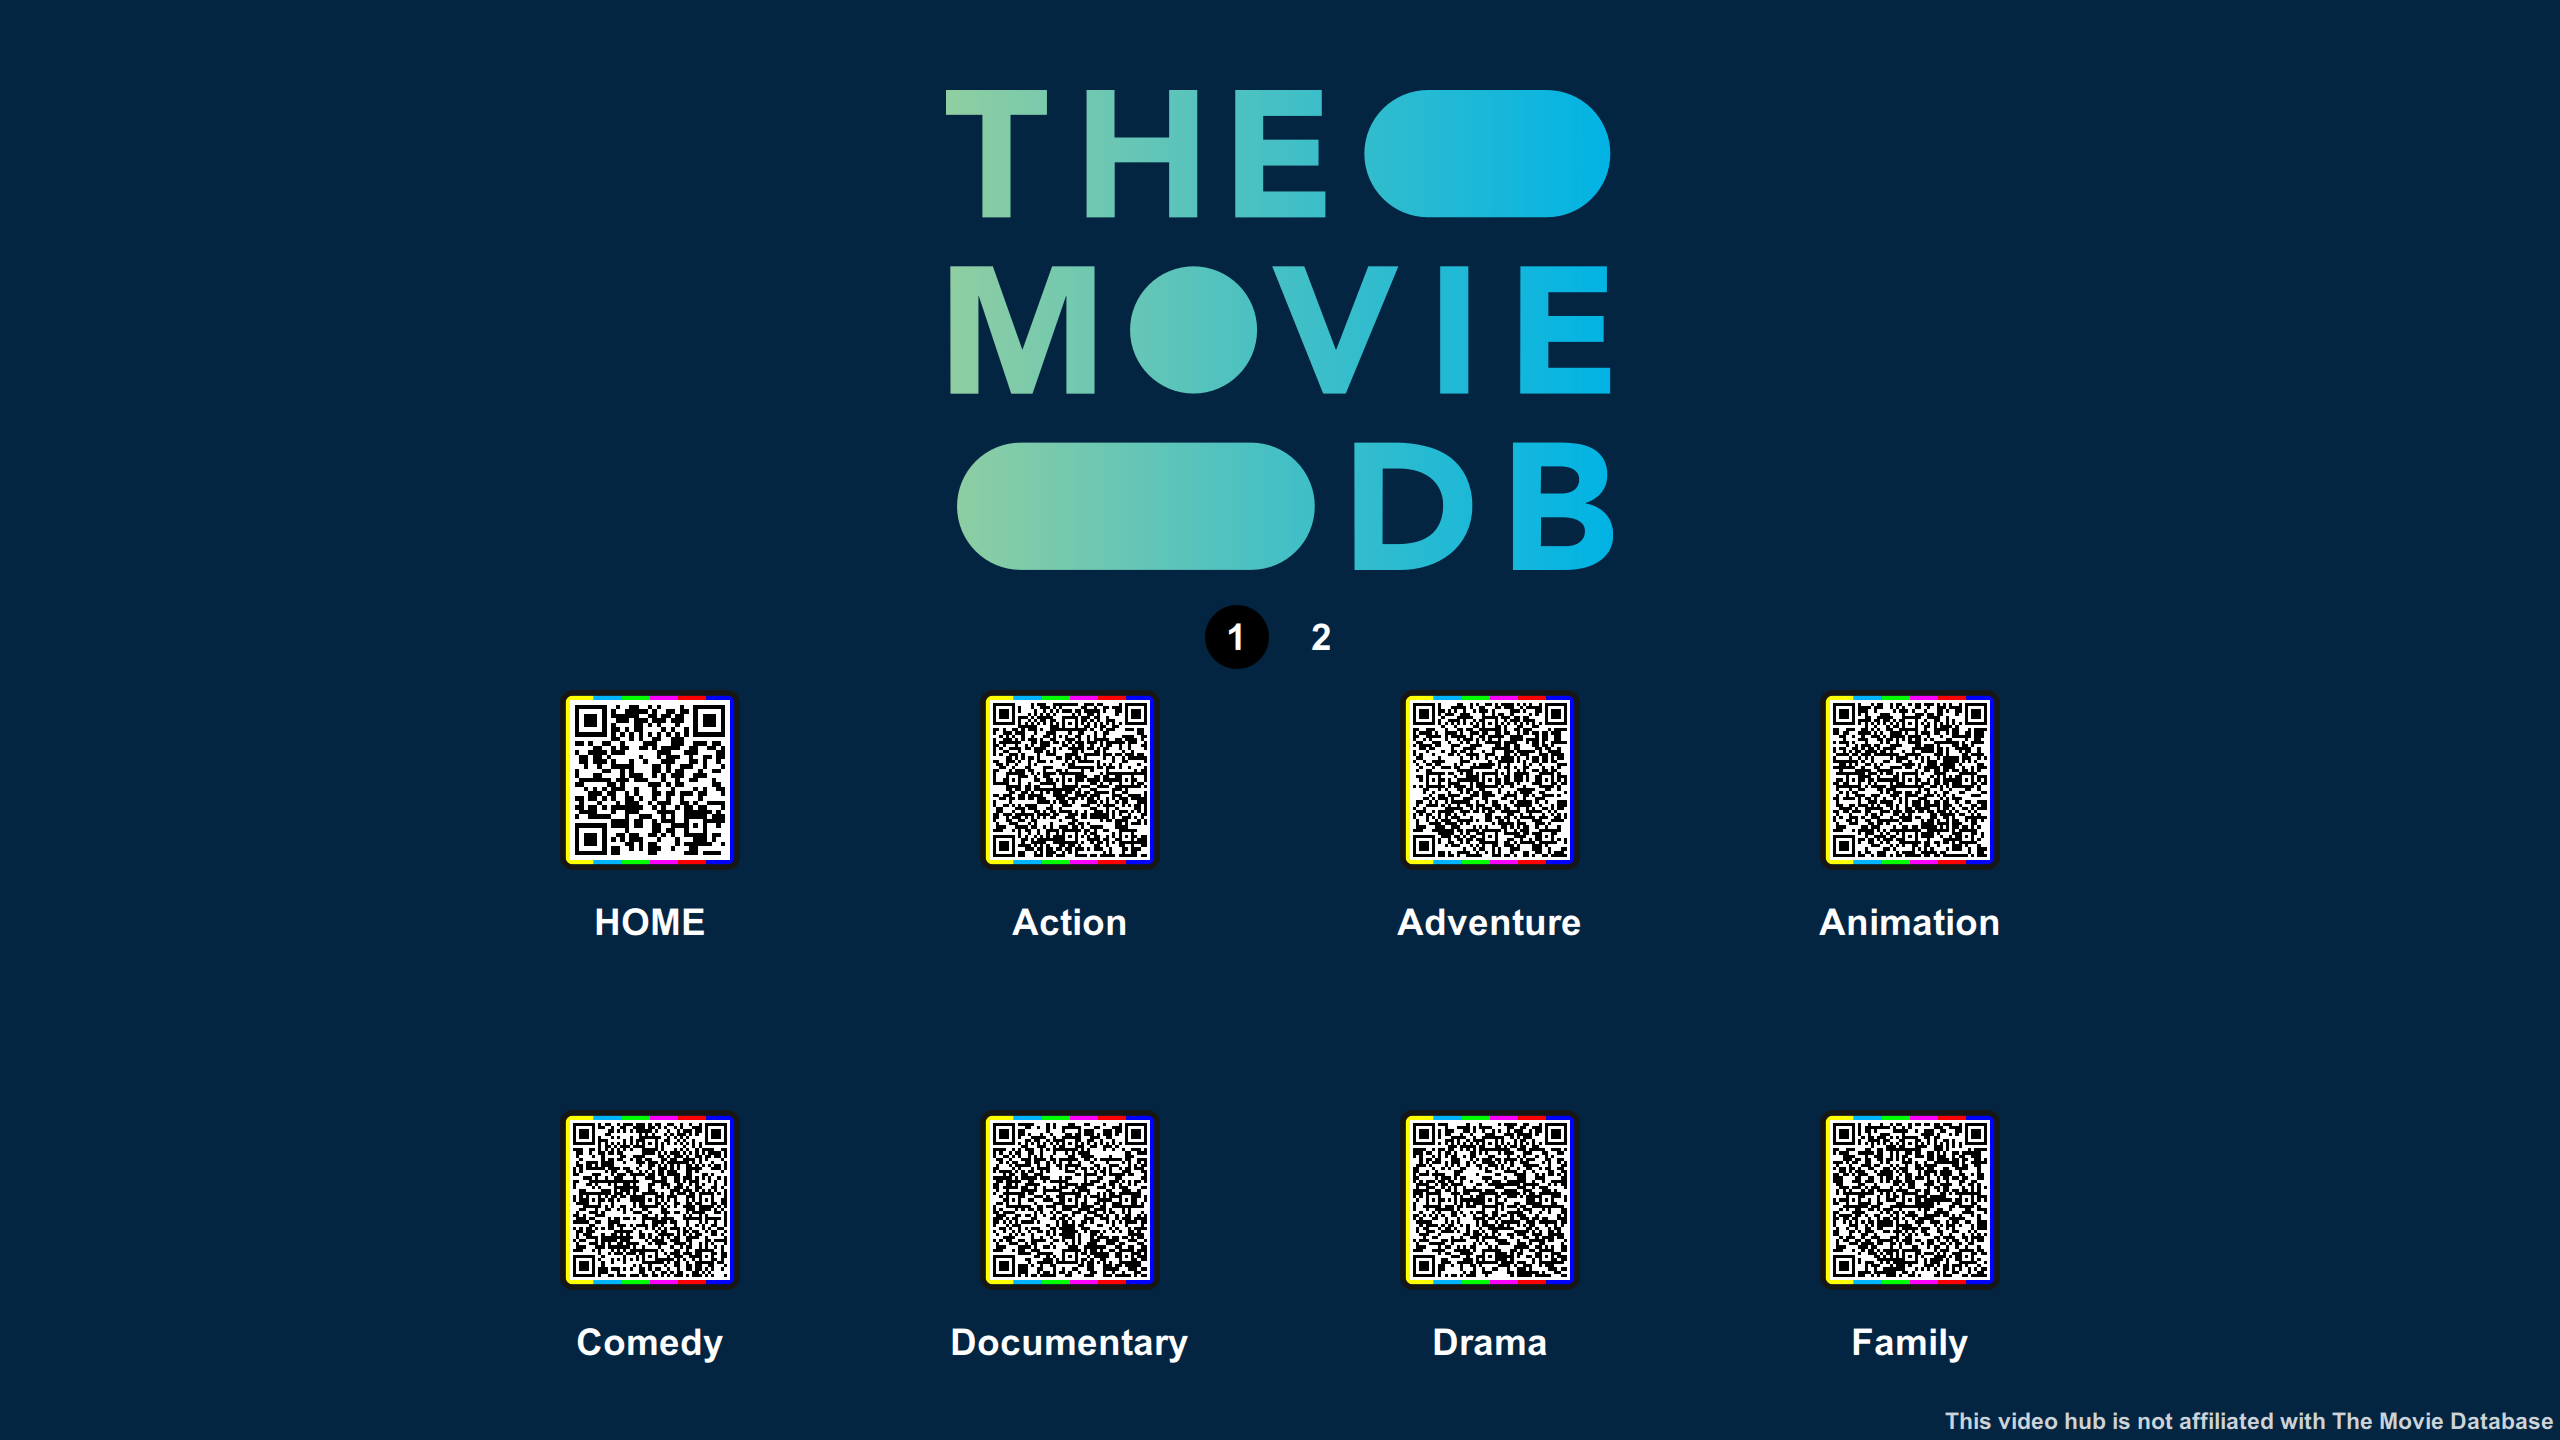 THE
MOVIE
DB
1 2
HOME Action Adventure Animation
Comedy Documentary Drama Family
This video hub is not affiliated with The Movie Database